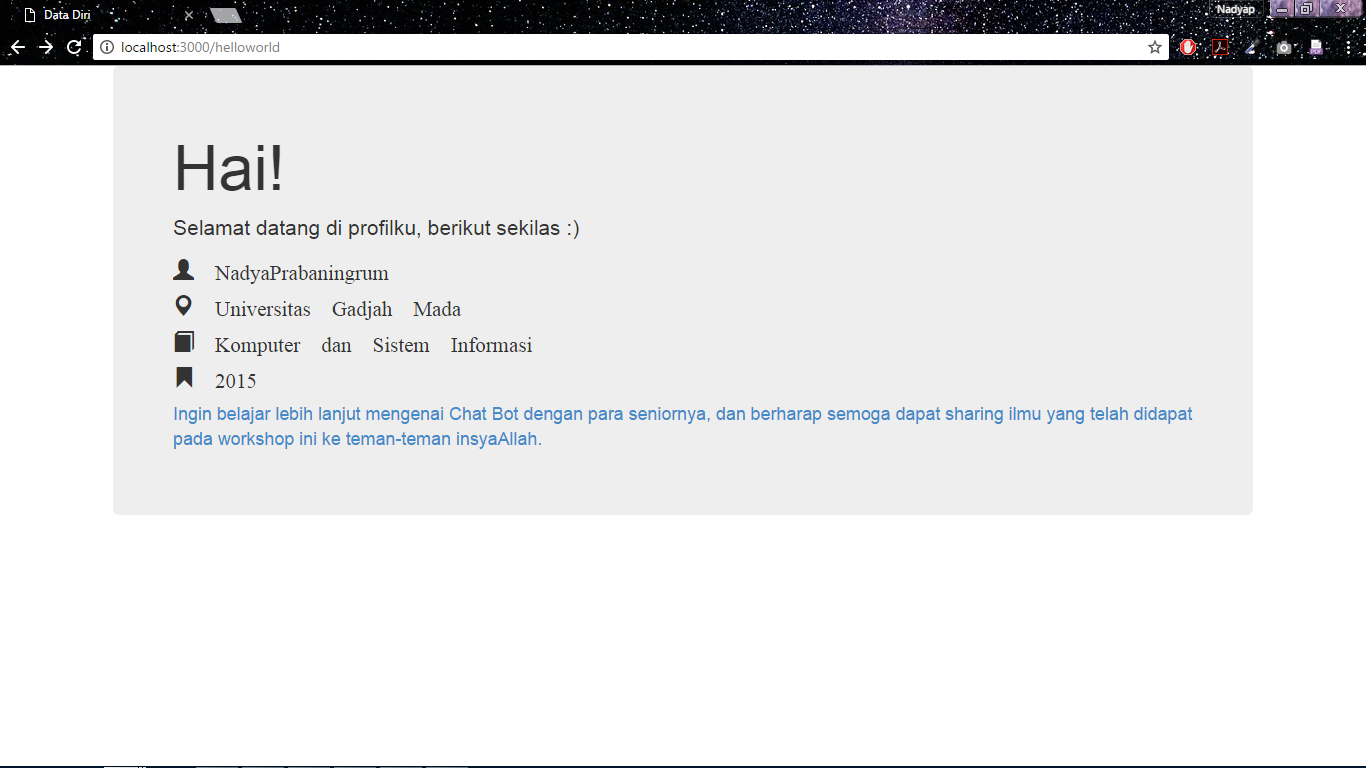 Data Diri
Nadyap
localhost:3000/helloworld
Hai!
Selamat datang di profilku, berikut sekilas :)
NadyaPrabaningrum
Universitas Gadjah Mada
Komputer dan Sistem Informasi
2015
Ingin belajar lebih lanjut mengenai Chat Bot dengan para seniornya, dan berharap semoga dapat sharing ilmu yang telah didapat
pada workshop ini ke teman-teman insyaAllah.